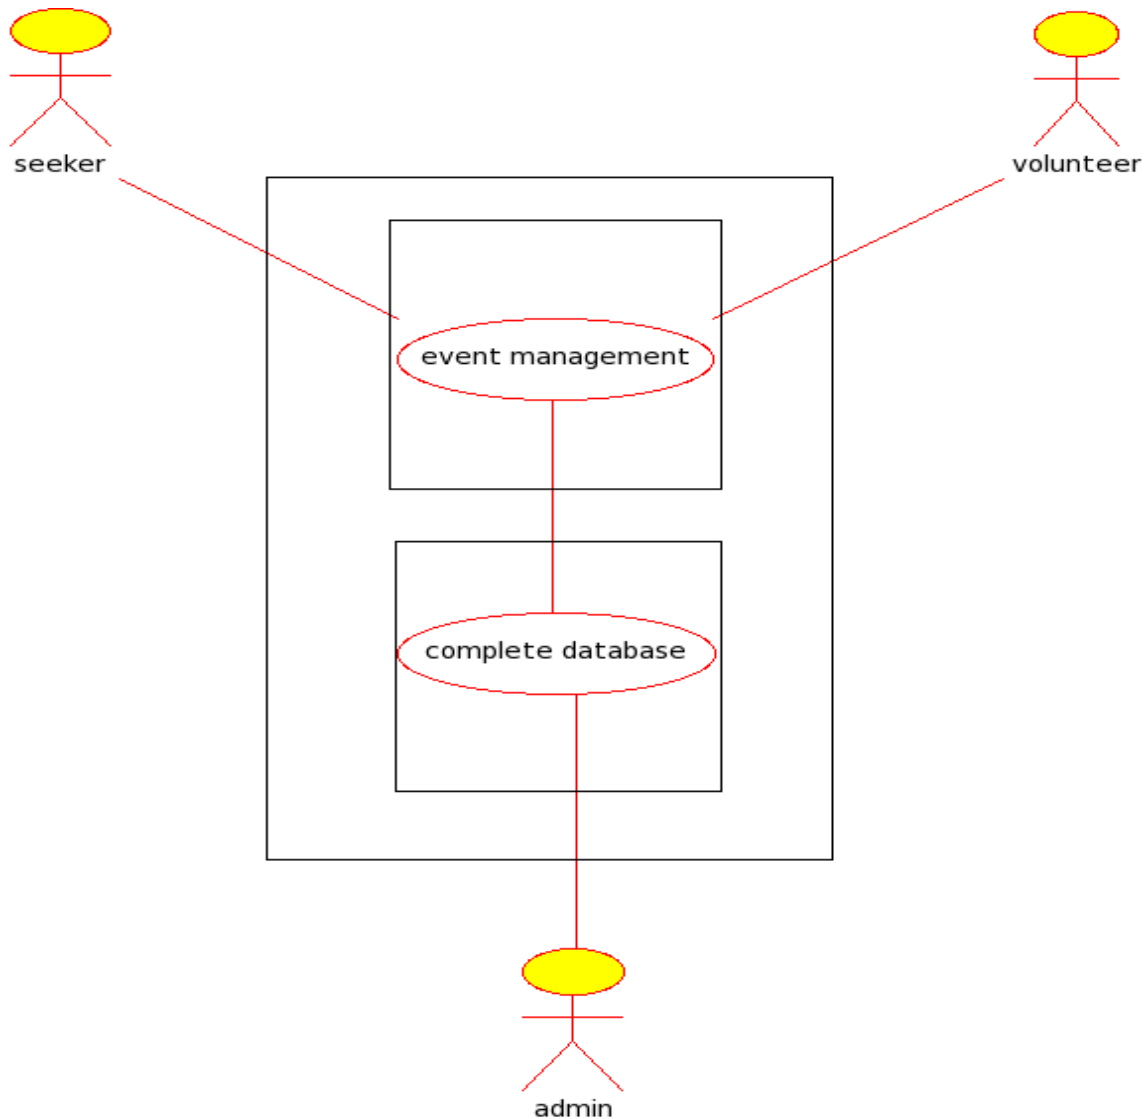 seeker
volunteer
event management
complete database
admin